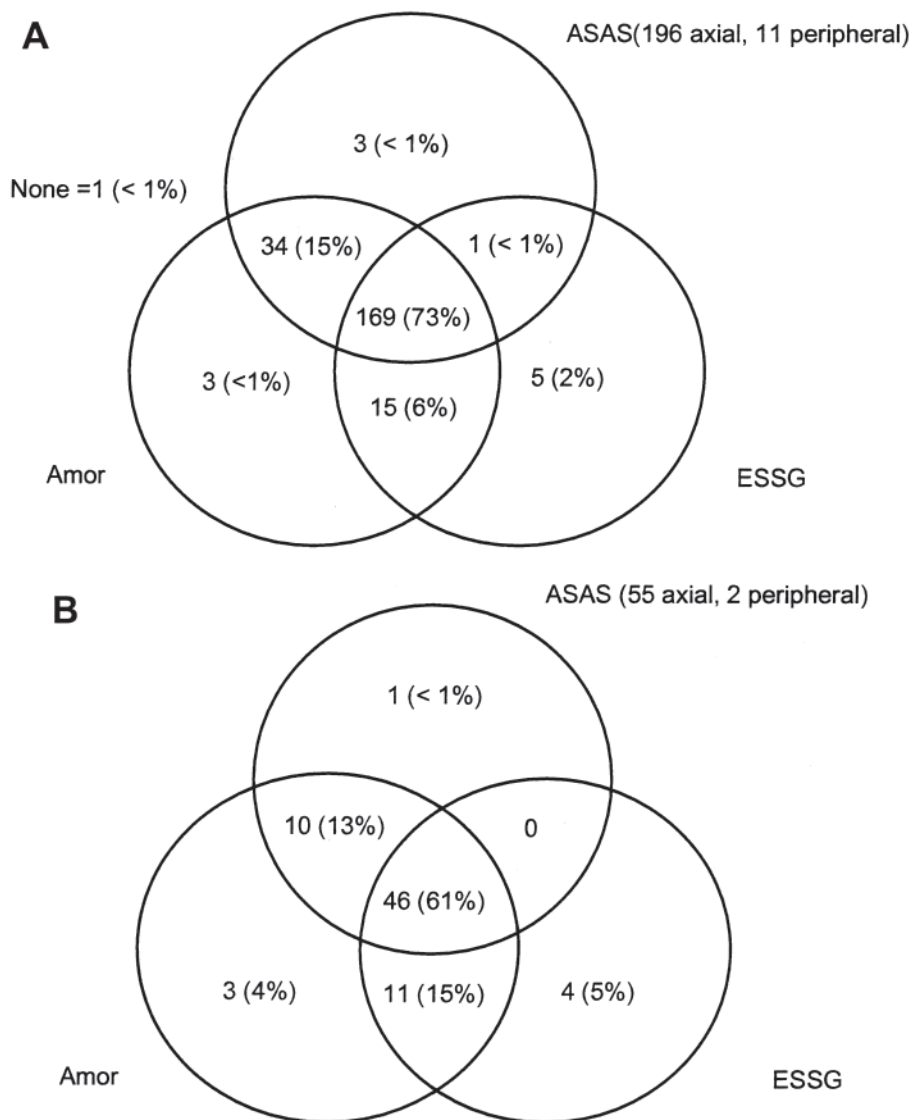 A
ASAS(196 axial, 11 peripheral)
3 (< 1%)
None =1 (< 1%)
34 (15%)
1 (< 1%)
169 (73%)
3 (<1%)
5 (2%)
15 (6%)
Amor
ESSG
B
ASAS (55 axial, 2 peripheral)
1 (< 1%)
10 (13%)
0
46 (61%)
3 (4%)
11 (15%)
4 (5%)
Amor
ESSG